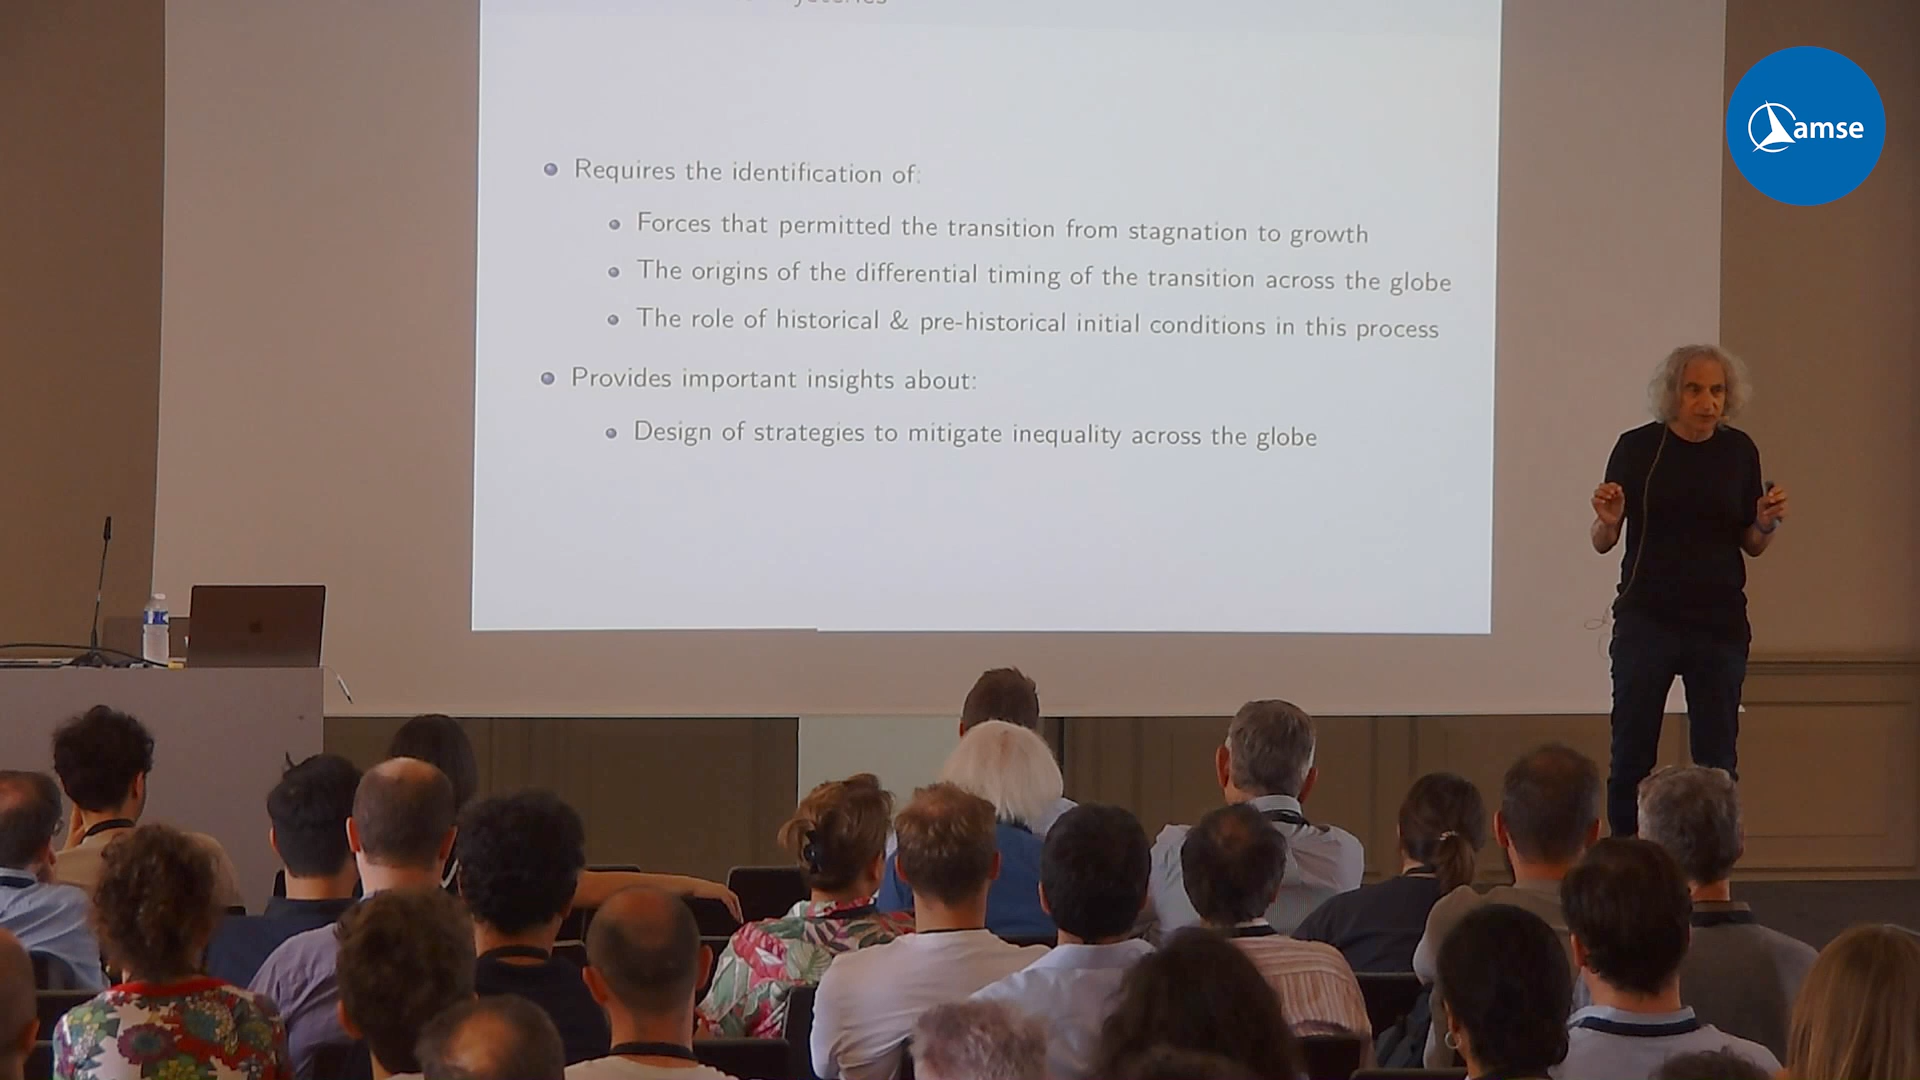 Requires the identification of:
Forces that permitted the transition from stagnation to growth
The origins of the differential timing of the transition across the globe
The role of historical & pre-historical initial conditions in this process
Provides important insights about:
Design of strategies to mitigate inequality across the globe
amse